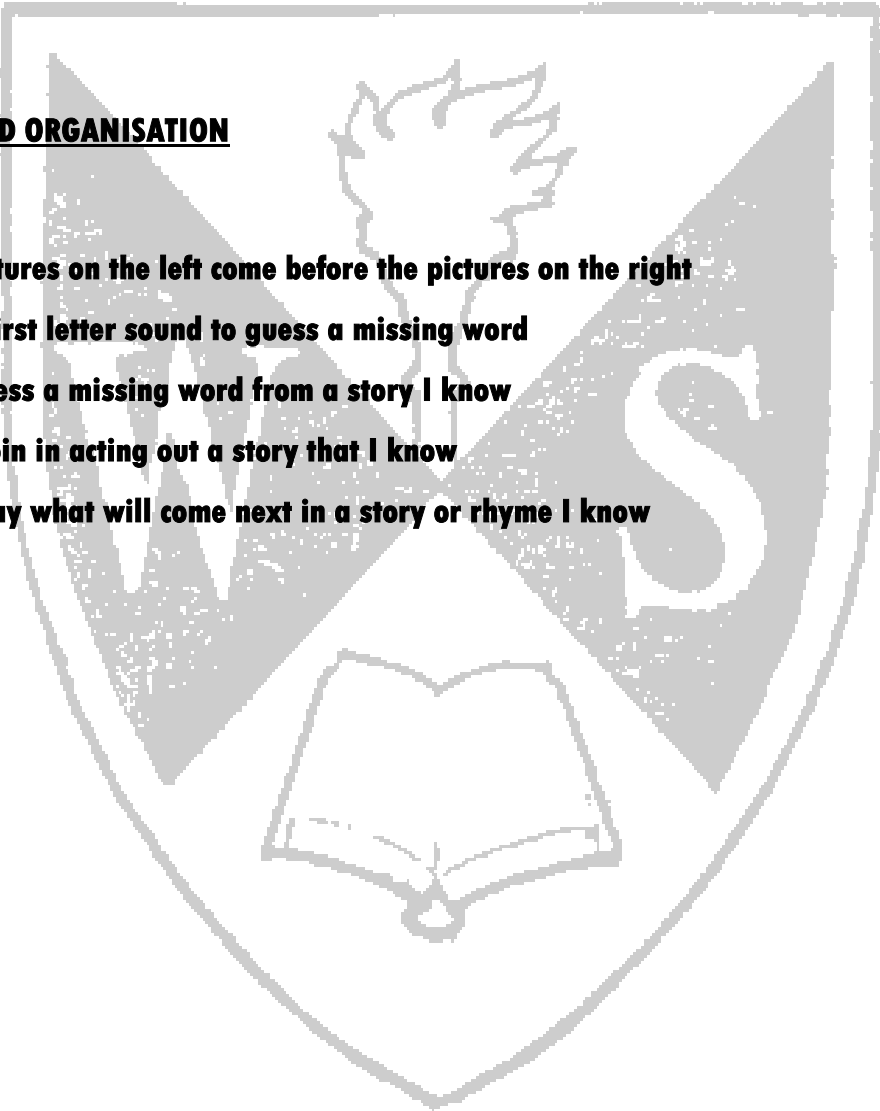 D ORGANISATION
tures on the left come before the pictures on the right
irst letter sound to guess a missing word
ess a missing word from a story I know
in in acting out a story that I know
ay what will come next in a story or rhyme I know
W S